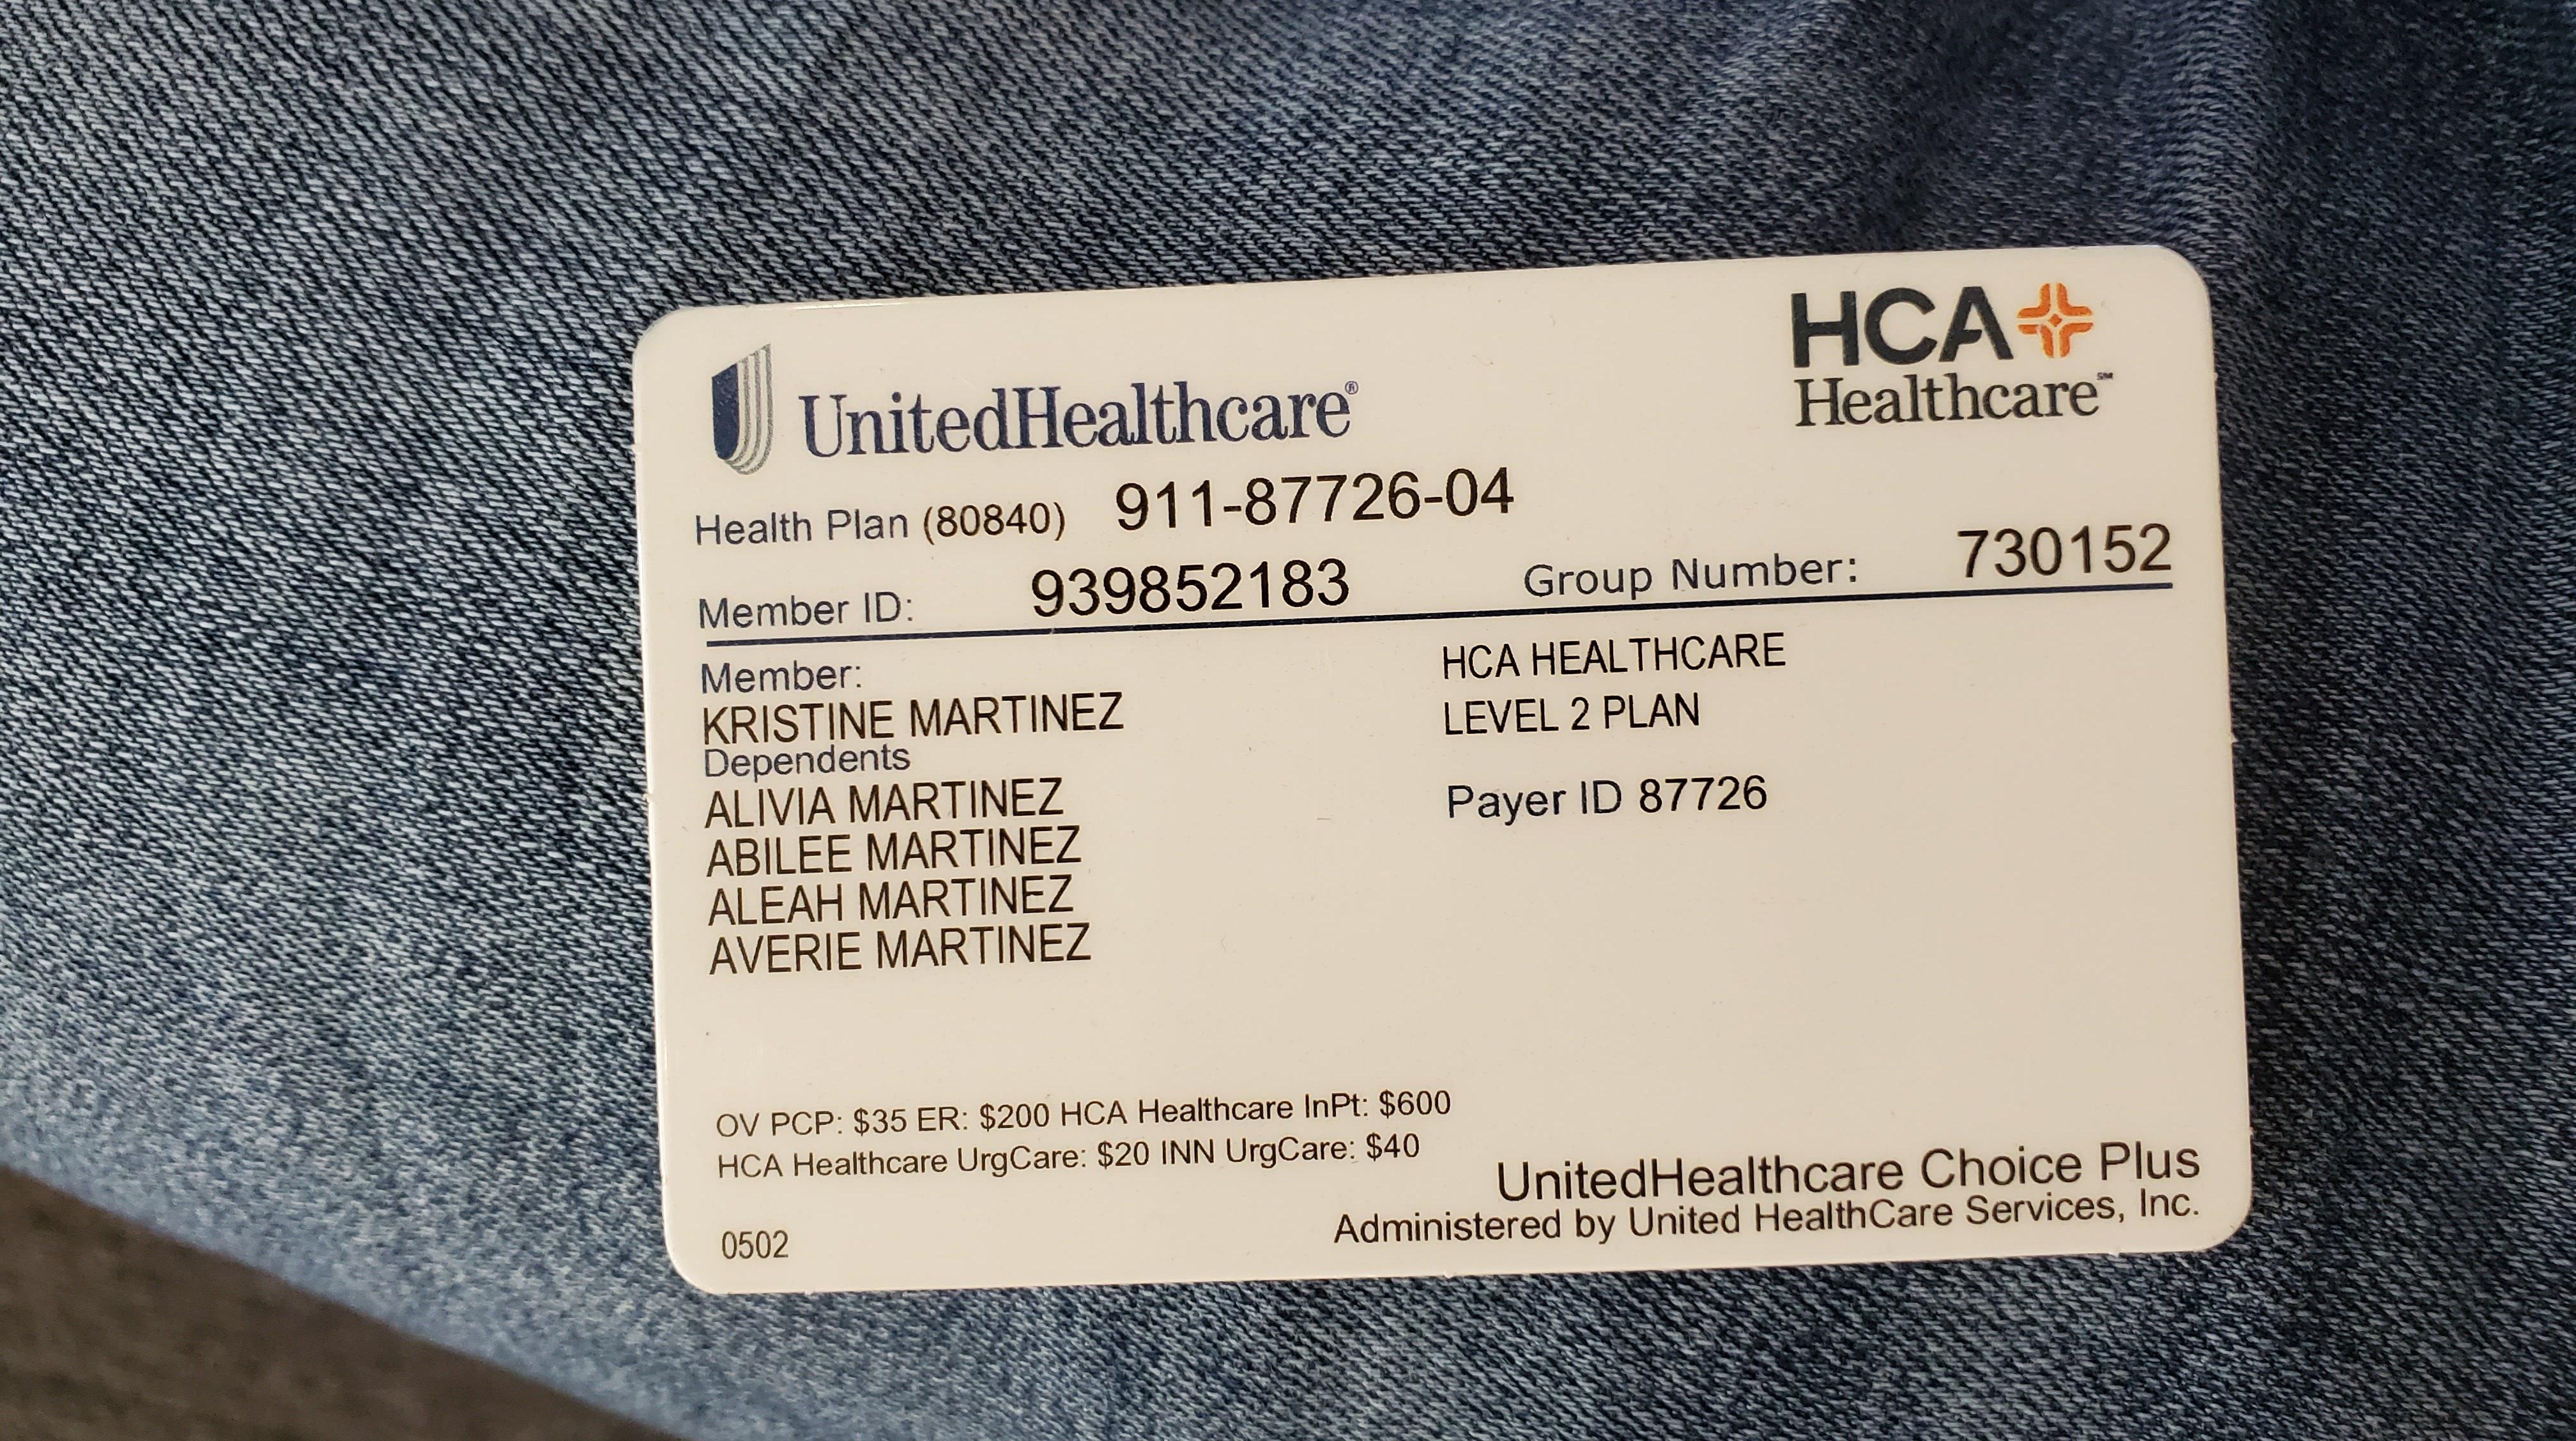 UnitedHealthcare®
HCA
Healthcare℠
Health Plan (80840) 911-87726-04
Member ID: 939852183 Group Number: 730152
Member:
KRISTINE MARTINEZ
Dependents
ALIVIA MARTINEZ
ABILEE MARTINEZ
ALEAH MARTINEZ
AVERIE MARTINEZ
HCA HEALTHCARE
LEVEL 2 PLAN
Payer ID 87726
OV PCP: $35 ER: $200 HCA Healthcare InPt: $600
HCA Healthcare UrgCare: $20 INN UrgCare: $40
UnitedHealthcare Choice Plus
Administered by United HealthCare Services, Inc.
0502